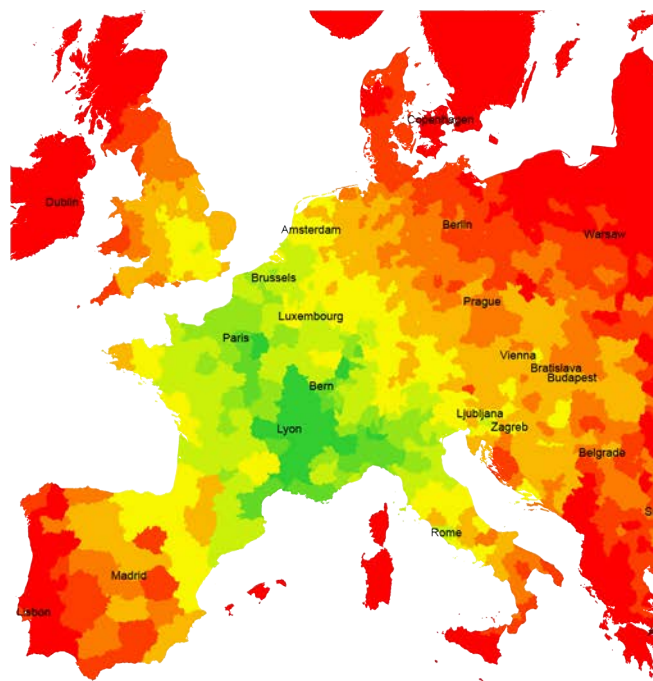 Copenhagen
Dublin
Berlin
Amsterdam
Warsaw
Brussels
Prague
Luxembourg
Paris
Vienna
Bratislava
Budapest
Bern
Ljubljana
Zagreb
Lyon
Belgrade
S
Rome
Madrid
Lisbon